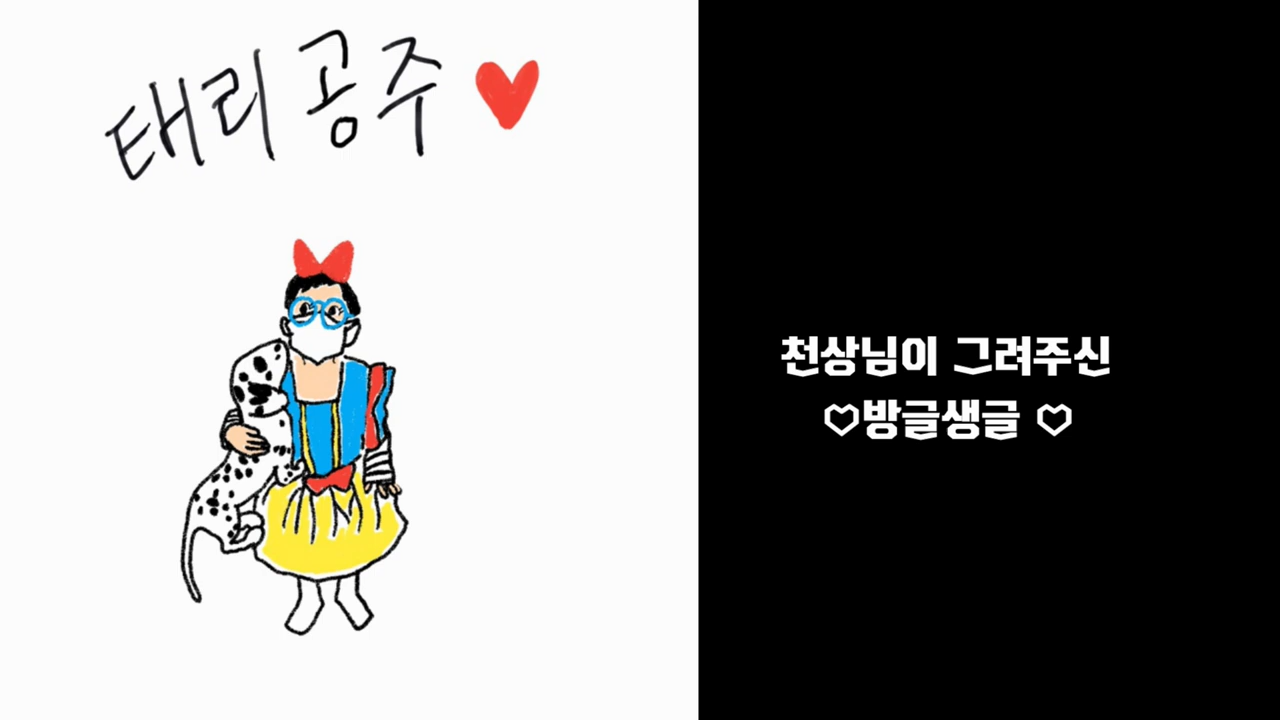 태리공주 ♥
천상님이 그려주신
♡방글생글 ♡